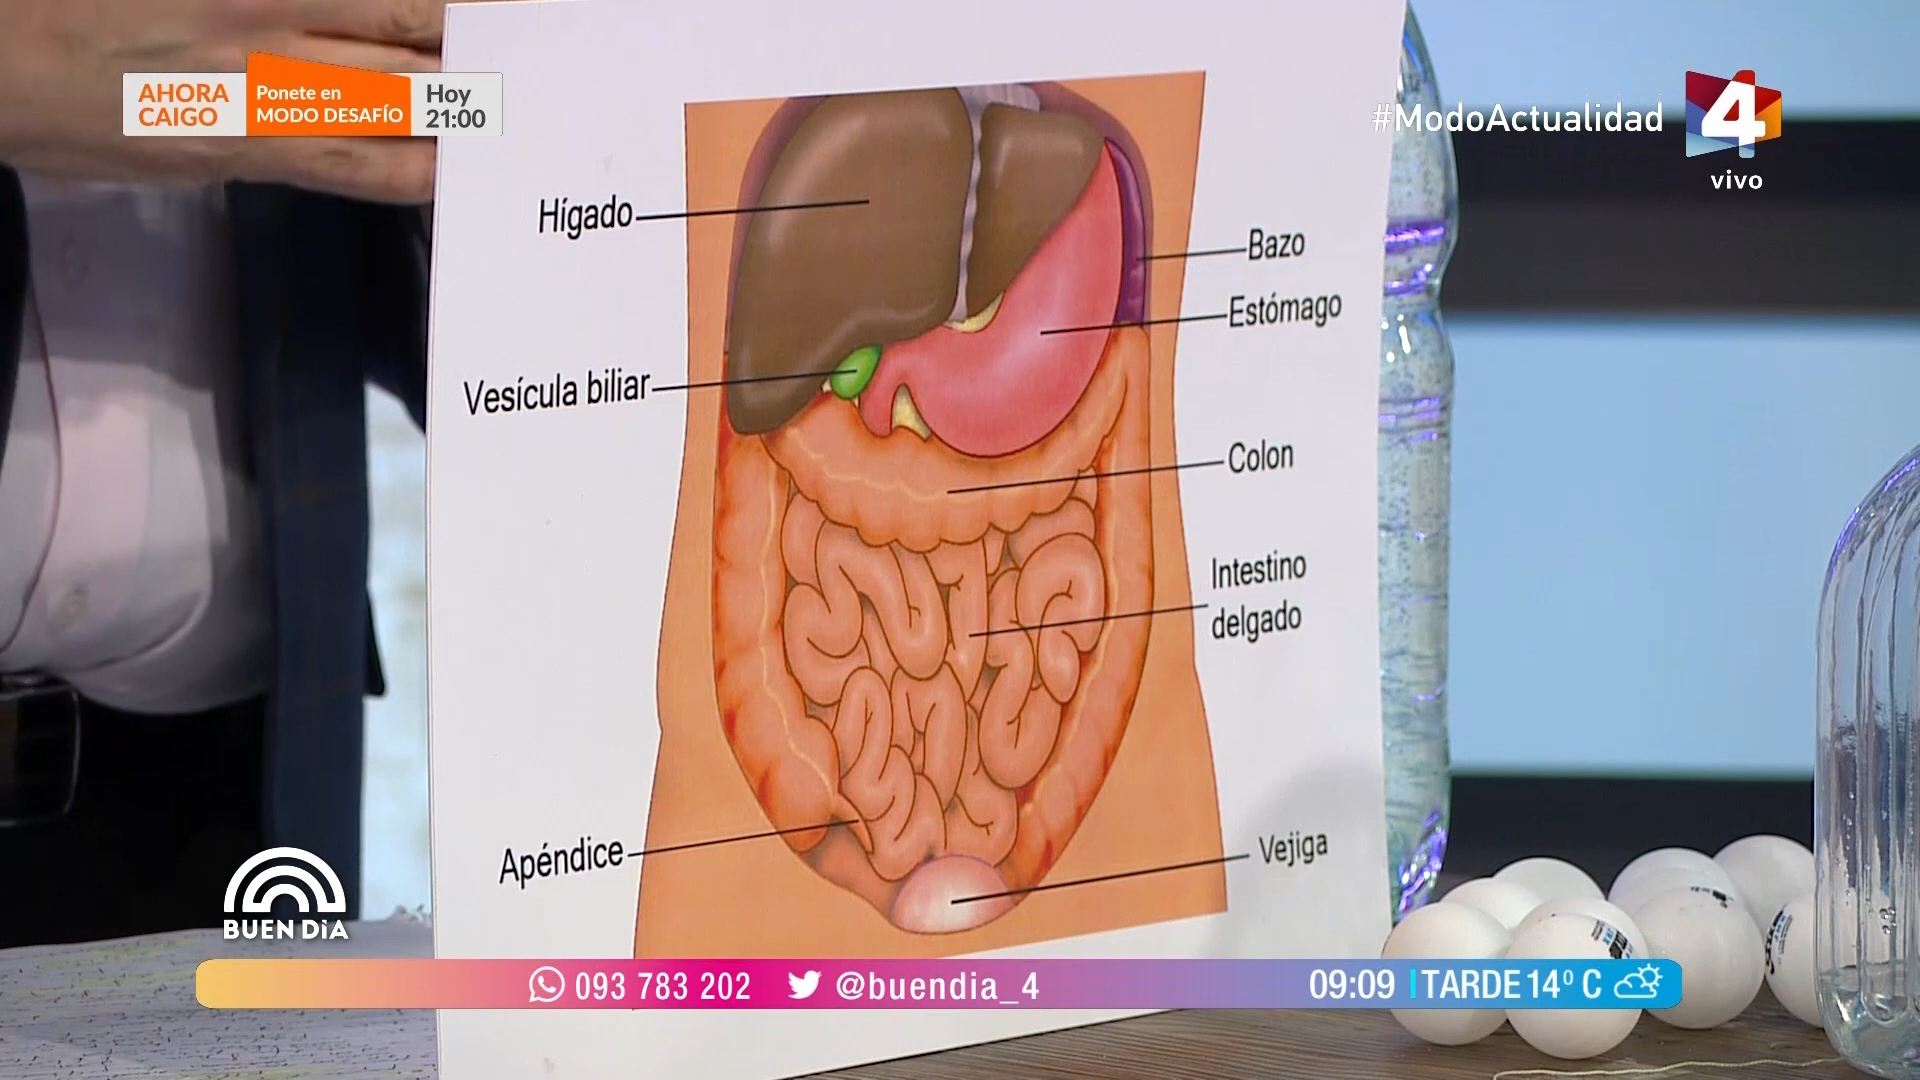 AHORA
CAIGO
Ponete en
MODO DESAFÍO
Hoy
21:00
#ModoActualidad
4
vivo
Hígado
Bazo
Estómago
Vesícula biliar
Colon
Intestino
delgado
Apéndice
Vejiga
BUEN DÍA
093 783 202
@buendia_4
09:09
TARDE 14º C